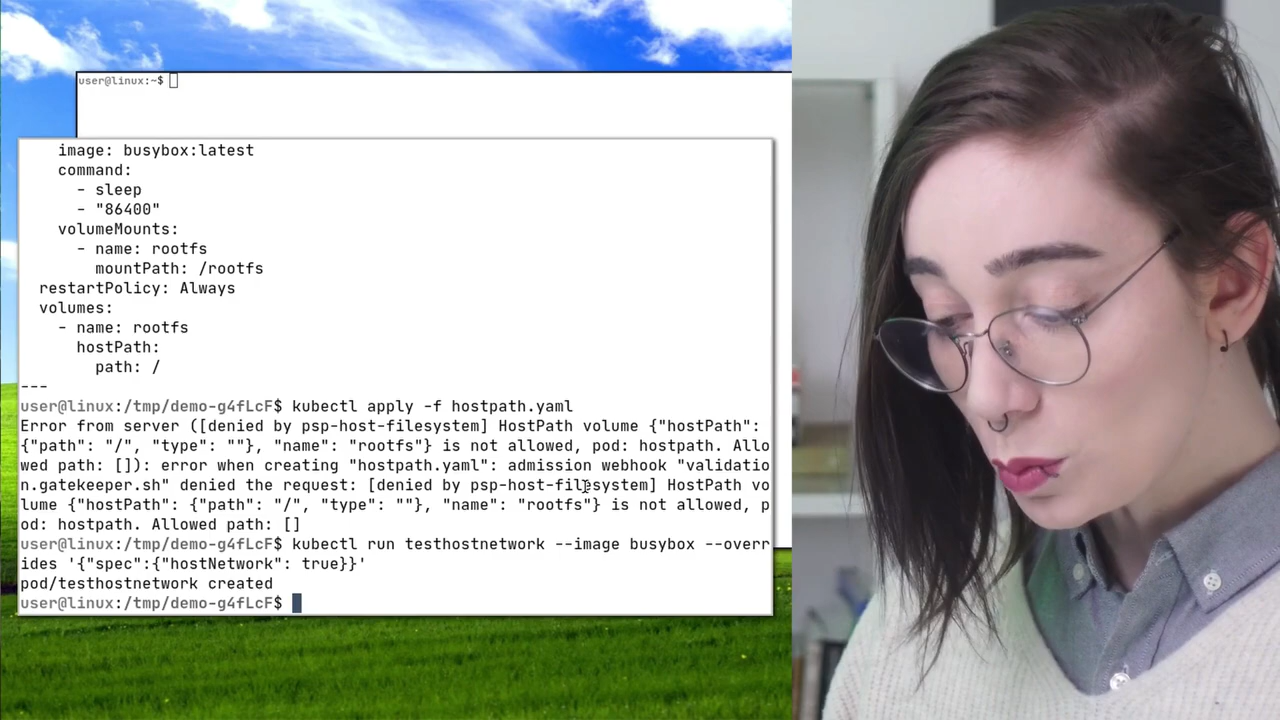 user@linux:~$
image: busybox:latest
command:
- sleep
- "86400"
volumeMounts:
- name: rootfs
mountPath: /rootfs
restartPolicy: Always
volumes:
- name: rootfs
hostPath:
path: /
---
user@linux:/tmp/demo-g4fLcF$ kubectl apply -f hostpath.yaml
Error from server ([denied by psp-host-filesystem] HostPath volume {"hostPath":
{"path": "/", "type": ""}, "name": "rootfs"} is not allowed, pod: hostpath. Allo
wed path: []): error when creating "hostpath.yaml": admission webhook "validatio
n.gatekeeper.sh" denied the request: [denied by psp-host-filesystem] HostPath vo
lume {"hostPath": {"path": "/", "type": ""}, "name": "rootfs"} is not allowed, p
od: hostpath. Allowed path: []
user@linux:/tmp/demo-g4fLcF$ kubectl run testhostnetwork --image busybox --overr
ides '{"spec":{"hostNetwork": true}}'
pod/testhostnetwork created
user@linux:/tmp/demo-g4fLcF$